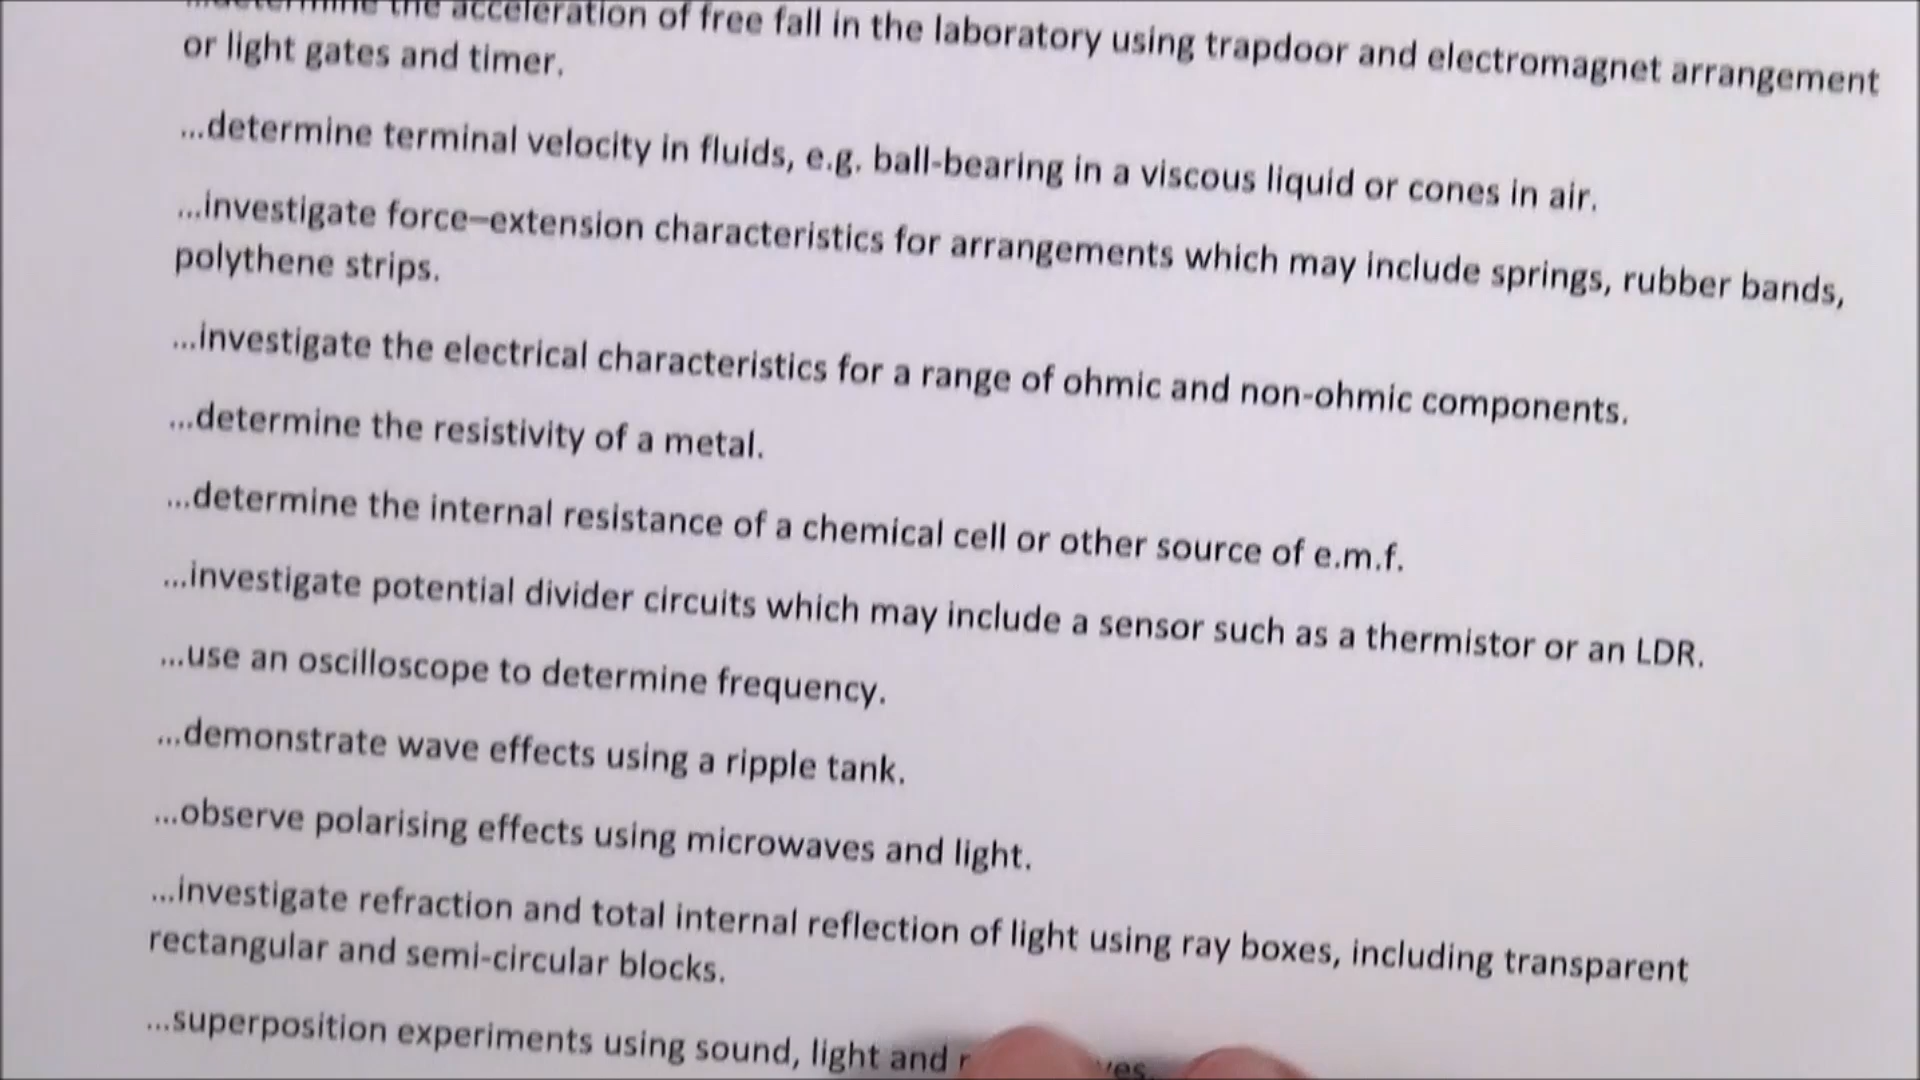 ...determine the acceleration of free fall in the laboratory using trapdoor and electromagnet arrangement
or light gates and timer.
...determine terminal velocity in fluids, e.g. ball-bearing in a viscous liquid or cones in air.
...investigate force–extension characteristics for arrangements which may include springs, rubber bands,
polythene strips.
...investigate the electrical characteristics for a range of ohmic and non-ohmic components.
...determine the resistivity of a metal.
...determine the internal resistance of a chemical cell or other source of e.m.f.
...investigate potential divider circuits which may include a sensor such as a thermistor or an LDR.
...use an oscilloscope to determine frequency.
...demonstrate wave effects using a ripple tank.
...observe polarising effects using microwaves and light.
...investigate refraction and total internal reflection of light using ray boxes, including transparent
rectangular and semi-circular blocks.
...superposition experiments using sound, light and